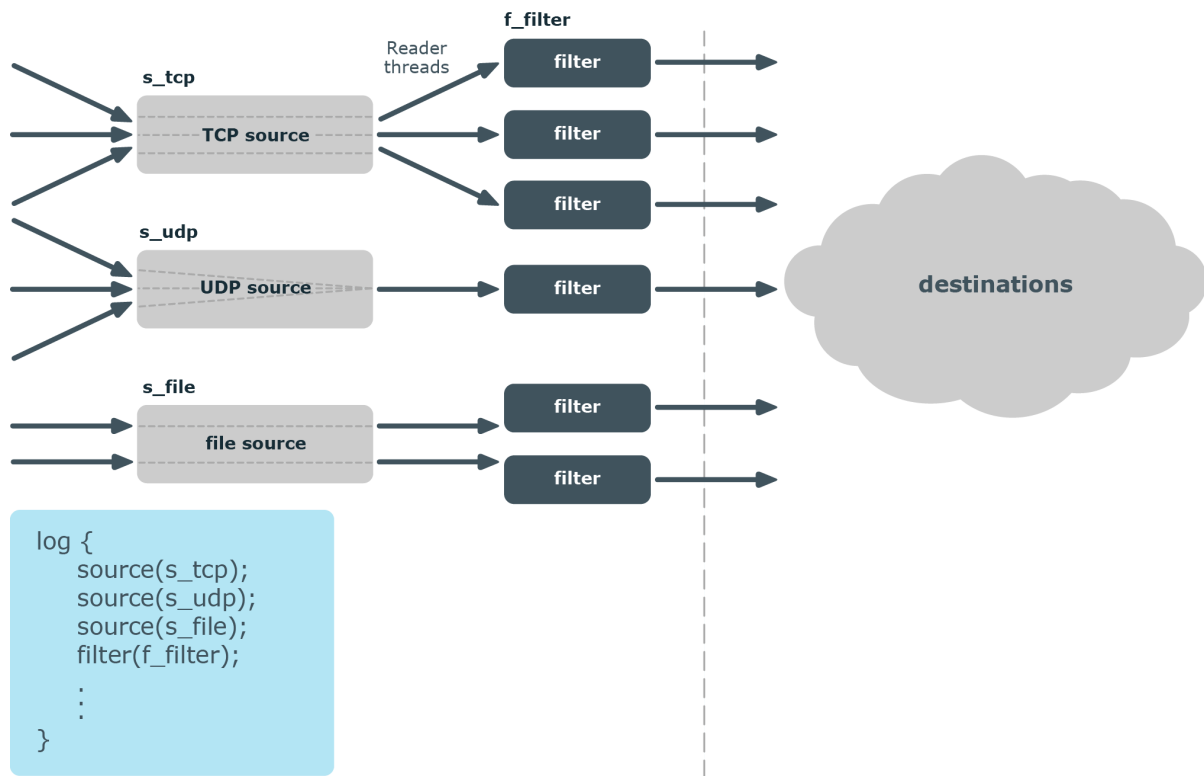 f_filter
Reader
threads
filter
s_tcp
TCP source
filter
filter
s_udp
UDP source
filter
destinations
s_file
file source
filter
filter
log {
source(s_tcp);
source(s_udp);
source(s_file);
filter(f_filter);
.
.
.
}